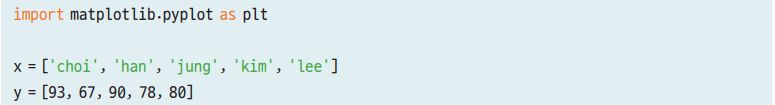 import matplotlib.pyplot as plt
x = ['choi', 'han', 'jung', 'kim', 'lee']
y = [93, 67, 90, 78, 80]